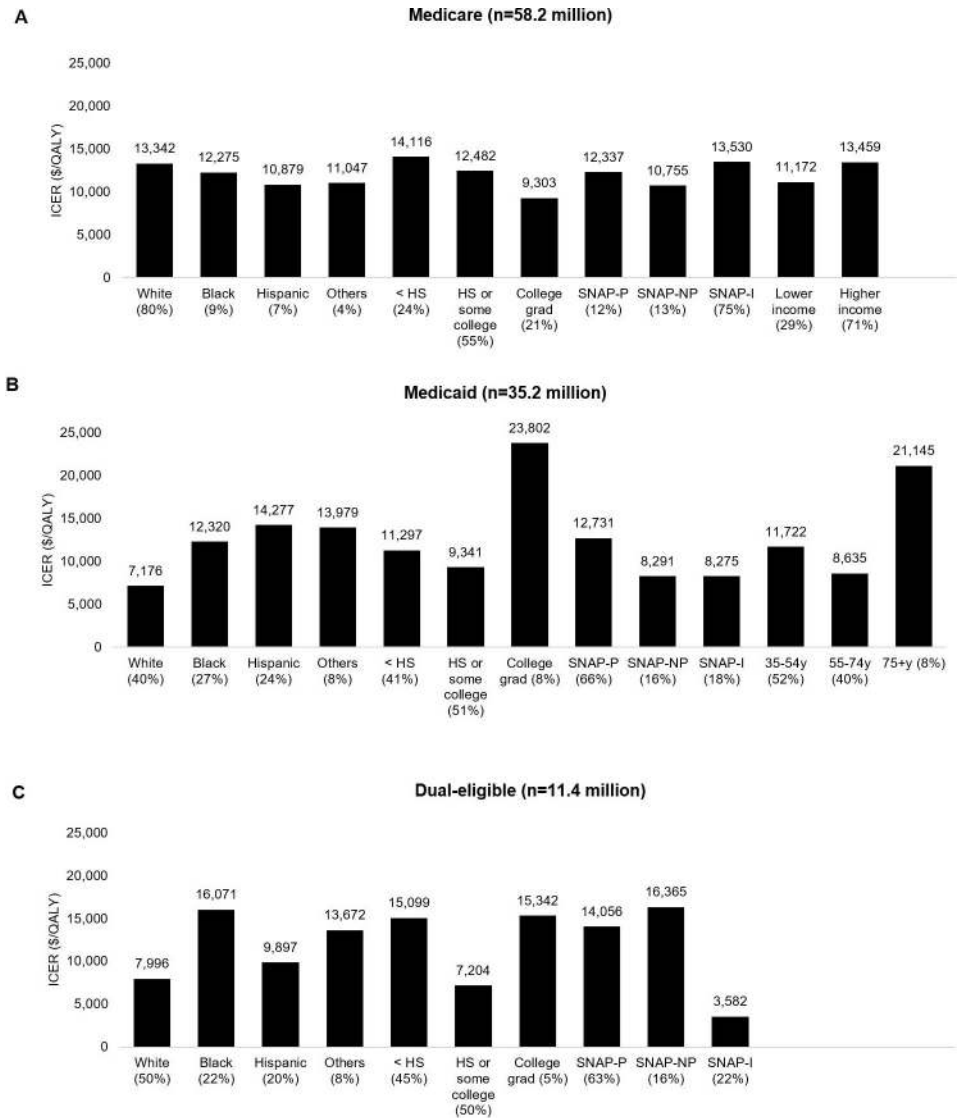 A
Medicare (n=58.2 million)
ICER ($/QALY)
25,000
20,000
15,000
10,000
5,000
0
13,342
12,275
10,879
11,047
14,116
12,482
9,303
12,337
10,755
13,530
11,172
13,459
White
(80%)
Black
(9%)
Hispanic
(7%)
Others
(4%)
< HS
(24%)
HS or
some
college
(55%)
College
grad
(21%)
SNAP-P
(12%)
SNAP-NP
(13%)
SNAP-I
(75%)
Lower
income
(29%)
Higher
income
(71%)
B
Medicaid (n=35.2 million)
ICER ($/QALY)
25,000
20,000
15,000
10,000
5,000
0
7,176
12,320
14,277
13,979
11,297
9,341
23,802
12,731
8,291
8,275
11,722
8,635
21,145
White
(40%)
Black
(27%)
Hispanic
(24%)
Others
(8%)
< HS
(41%)
HS or
some
college
(51%)
College
grad (8%)
SNAP-P
(66%)
SNAP-NP
(16%)
SNAP-I
(18%)
35-54y
(52%)
55-74y
(40%)
75+y (8%)
C
Dual-eligible (n=11.4 million)
ICER ($/QALY)
25,000
20,000
15,000
10,000
5,000
0
7,996
16,071
9,897
13,672
15,099
7,204
15,342
14,056
16,365
3,582
White
(50%)
Black
(22%)
Hispanic
(20%)
Others
(8%)
< HS
(45%)
HS or
some
college
(50%)
College
grad (5%)
SNAP-P
(63%)
SNAP-NP
(16%)
SNAP-I
(22%)